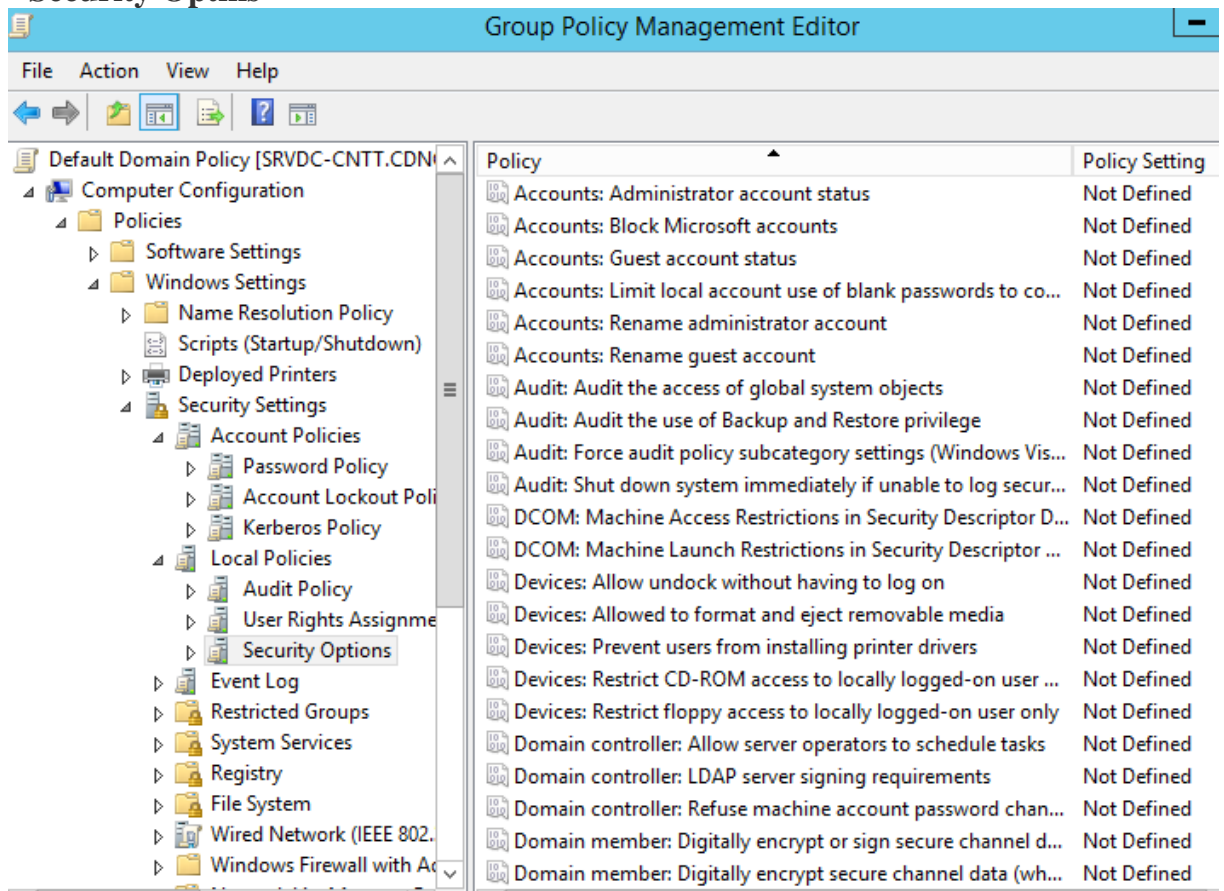 Security Optins
Group Policy Management Editor
File Action View Help
Default Domain Policy [SRVDC-CNTT.CDN
Computer Configuration
Policies
Software Settings
Windows Settings
Name Resolution Policy
Scripts (Startup/Shutdown)
Deployed Printers
Security Settings
Account Policies
Password Policy
Account Lockout Poli
Kerberos Policy
Local Policies
Audit Policy
User Rights Assignme
Security Options
Event Log
Restricted Groups
System Services
Registry
File System
Wired Network (IEEE 802.
Windows Firewall with Ad
Policy Policy Setting
Accounts: Administrator account status Not Defined
Accounts: Block Microsoft accounts Not Defined
Accounts: Guest account status Not Defined
Accounts: Limit local account use of blank passwords to co... Not Defined
Accounts: Rename administrator account Not Defined
Accounts: Rename guest account Not Defined
Audit: Audit the access of global system objects Not Defined
Audit: Audit the use of Backup and Restore privilege Not Defined
Audit: Force audit policy subcategory settings (Windows Vis... Not Defined
Audit: Shut down system immediately if unable to log secur... Not Defined
DCOM: Machine Access Restrictions in Security Descriptor D... Not Defined
DCOM: Machine Launch Restrictions in Security Descriptor ... Not Defined
Devices: Allow undock without having to log on Not Defined
Devices: Allowed to format and eject removable media Not Defined
Devices: Prevent users from installing printer drivers Not Defined
Devices: Restrict CD-ROM access to locally logged-on user ... Not Defined
Devices: Restrict floppy access to locally logged-on user only Not Defined
Domain controller: Allow server operators to schedule tasks Not Defined
Domain controller: LDAP server signing requirements Not Defined
Domain controller: Refuse machine account password chan... Not Defined
Domain member: Digitally encrypt or sign secure channel d... Not Defined
Domain member: Digitally encrypt secure channel data (wh... Not Defined